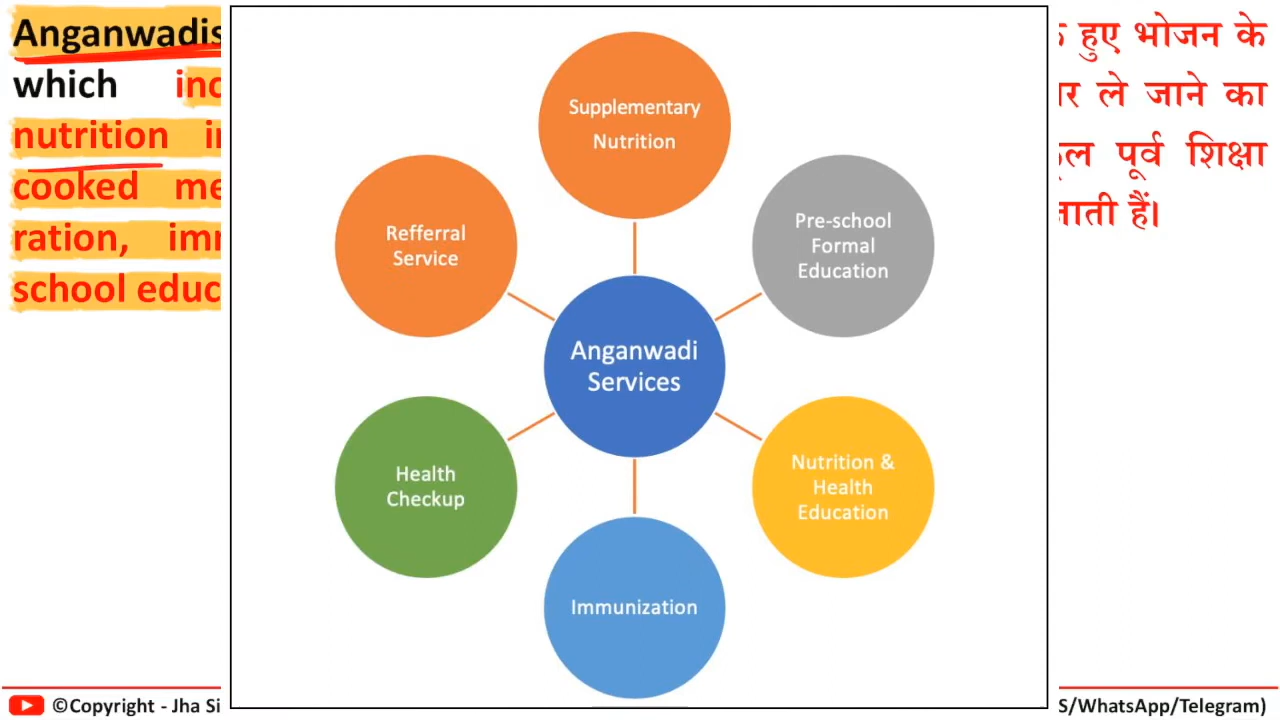 Anganwadis
which inc
nutrition in
cooked me
ration, imm
school educ
Supplementary
Nutrition
Pre-school
Formal
Education
Nutrition &
Health
Education
Immunization
Health
Checkup
Refferral
Service
Anganwadi
Services
हुए भोजन के
ले जाने का
पूर्व शिक्षा
हैं।
©Copyright - Jha Si
S/WhatsApp/Telegram)